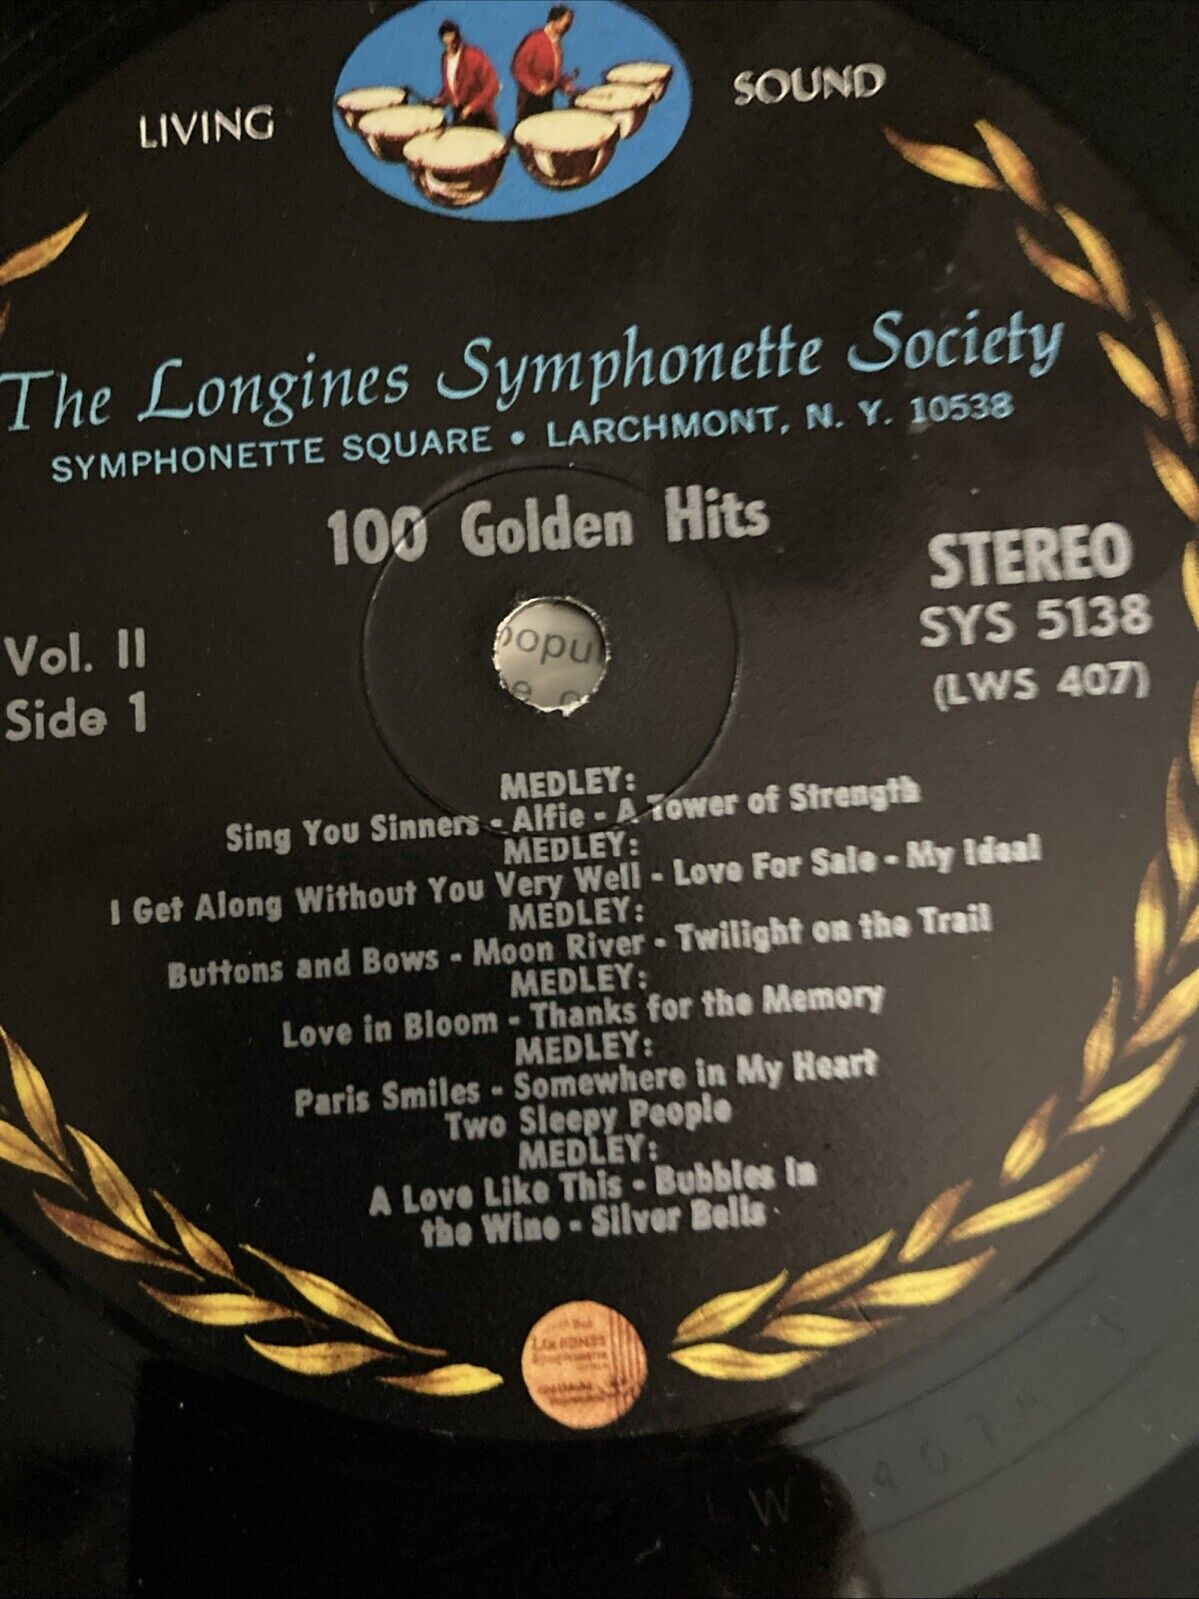 LIVING SOUND
The Longines Symphonette Society
SYMPHONETTE SQUARE • LARCHMONT, N. Y. 10538
100 Golden Hits
STEREO
SYS 5138
(LWS 407)
Vol. II
Side 1
popu
MEDLEY:
Sing You Sinners - Alfie - A Tower of Strength
MEDLEY:
I Get Along Without You Very Well - Love For Sale - My Ideal
MEDLEY:
Buttons and Bows - Moon River - Twilight on the Trail
MEDLEY:
Love in Bloom - Thanks for the Memory
MEDLEY:
Paris Smiles - Somewhere in My Heart
Two Sleepy People
MEDLEY:
A Love Like This - Bubbles in
the Wine - Silver Bells
LONGINES
LW